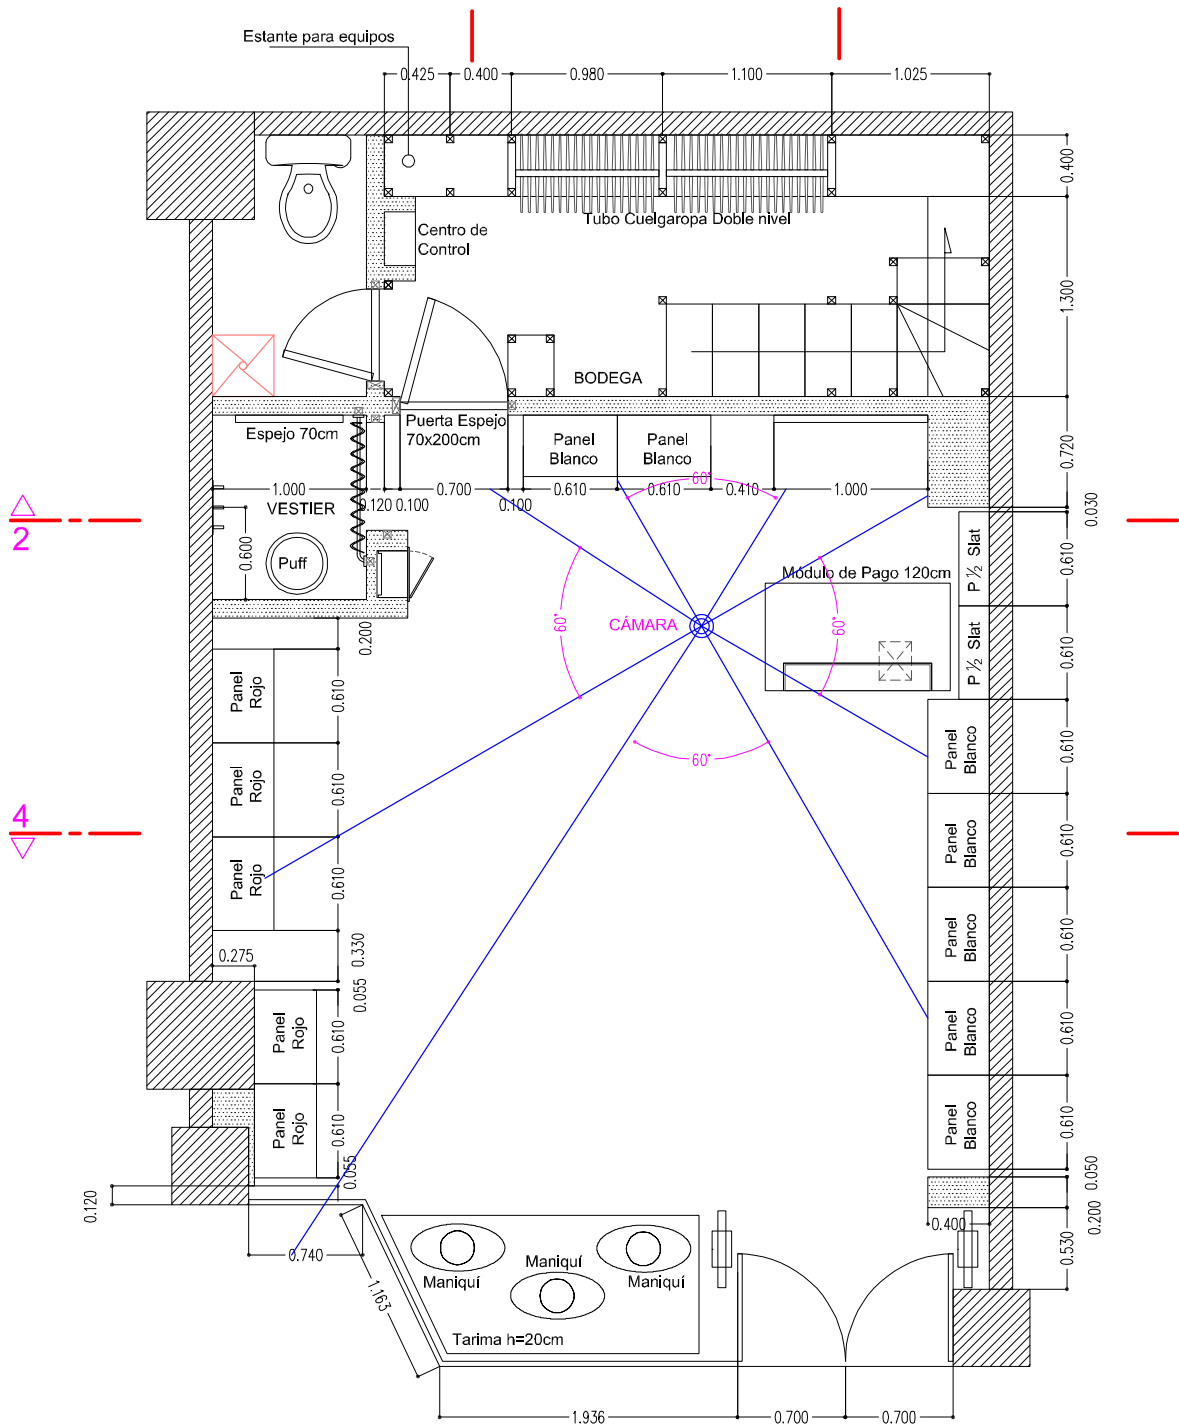 Estante para equipos
0.425
0.400
0.980
1.100
1.025
0.400
Tubo Cuelgaropa Doble nivel
Centro de
Control
1.300
BODEGA
Espejo 70cm
Puerta Espejo
70x200cm
Panel
Blanco
Panel
Blanco
0.720
60°
1.000
0.120
0.100
0.700
0.100
0.610
0.610
0.410
1.000
0.030
VESTIER
2
0.600
Puff
P ½ Slat
0.610
Módulo de Pago 120cm
60°
CÁMARA
60°
0.200
P ½ Slat
0.610
Panel
Rojo
0.610
60°
Panel
Blanco
0.610
Panel
Rojo
0.610
4
Panel
Blanco
0.610
Panel
Rojo
0.610
Panel
Blanco
0.610
0.275
0.330
0.055
Panel
Rojo
0.610
Panel
Blanco
0.610
Panel
Rojo
0.610
Panel
Blanco
0.610
0.055
0.050
0.120
0.200
0.400
0.530
0.740
Maniquí
Maniquí
Maniquí
1.163
Tarima h=20cm
1.936
0.700
0.700